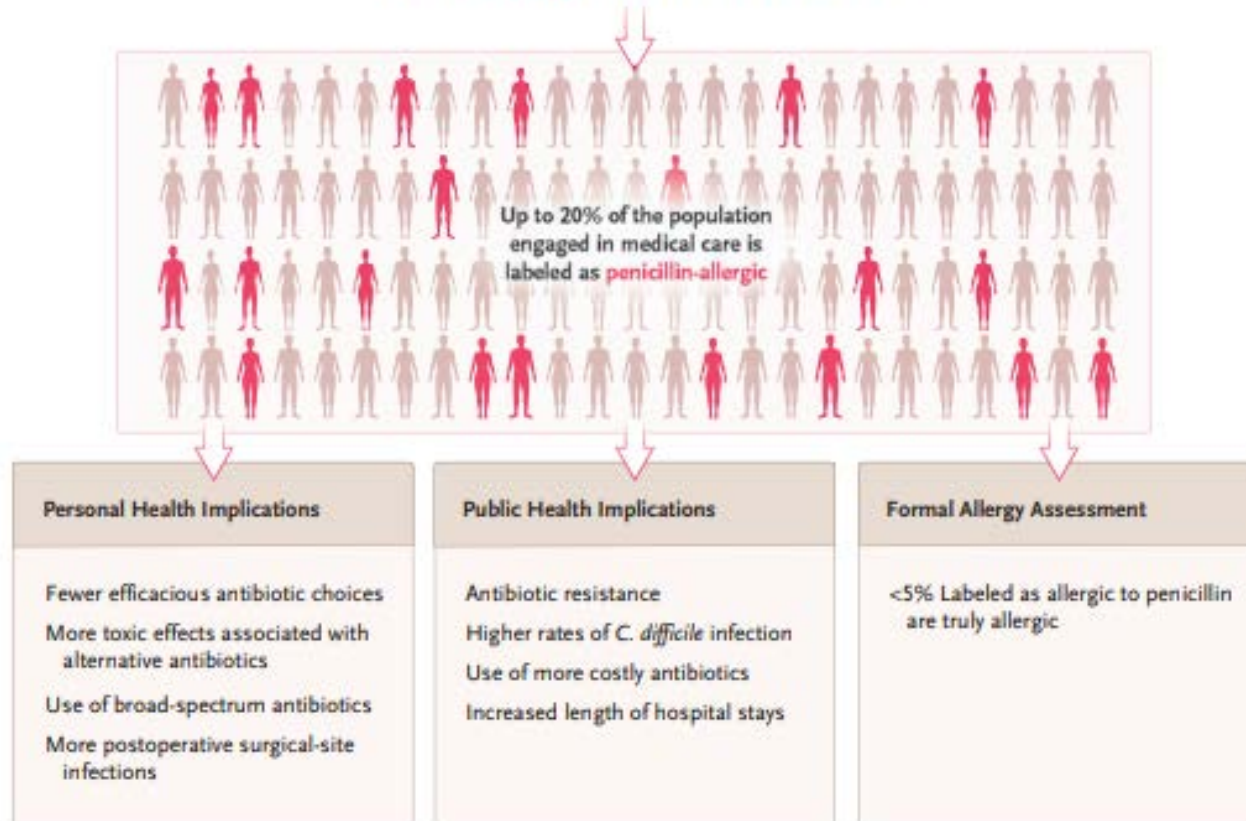 Up to 20% of the population
engaged in medical care is
labeled as penicillin-allergic
Personal Health Implications
Fewer efficacious antibiotic choices
More toxic effects associated with
alternative antibiotics
Use of broad-spectrum antibiotics
More postoperative surgical-site
infections
Public Health Implications
Antibiotic resistance
Higher rates of C. difficile infection
Use of more costly antibiotics
Increased length of hospital stays
Formal Allergy Assessment
<5% Labeled as allergic to penicillin
are truly allergic